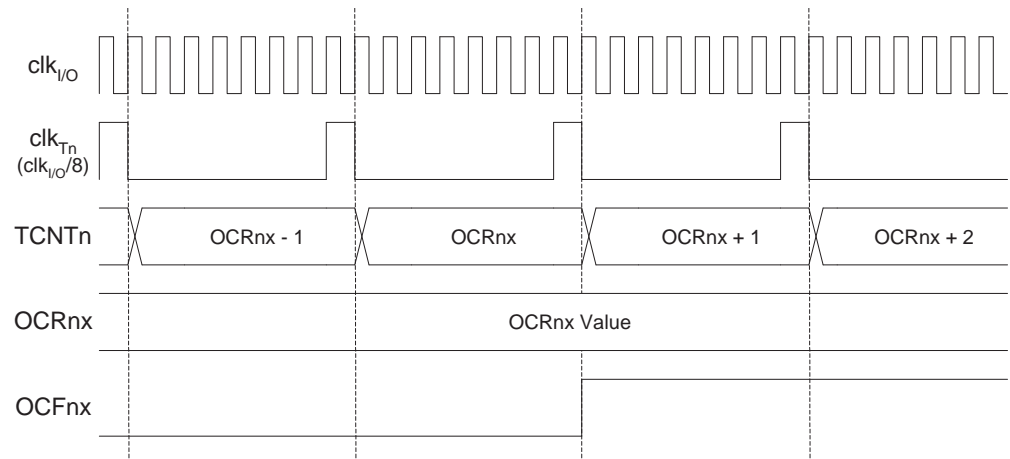 clkI/O
clkTn
(clkI/O/8)
TCNTn
OCRnx - 1
OCRnx
OCRnx + 1
OCRnx + 2
OCRnx
OCRnx Value
OCFnx